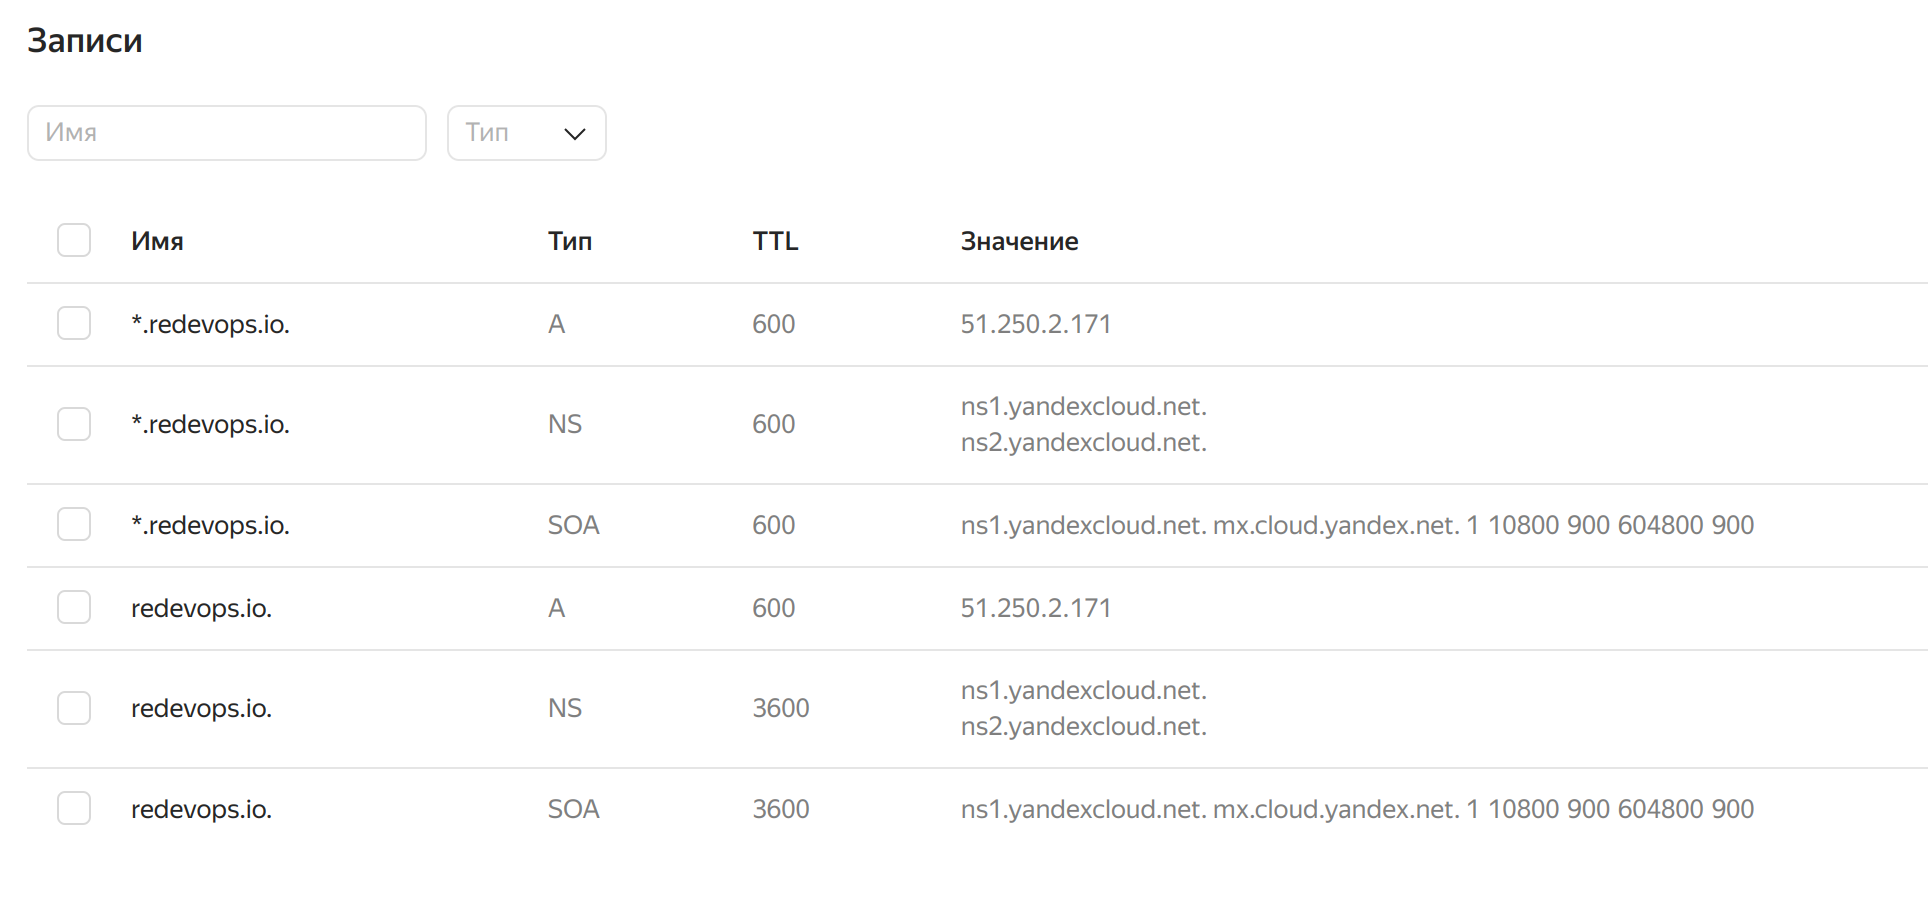 Записи
Имя Тип
Имя Тип TTL Значение
*.redevops.io. A 600 51.250.2.171
*.redevops.io. NS 600 ns1.yandexcloud.net.
ns2.yandexcloud.net.
*.redevops.io. SOA 600 ns1.yandexcloud.net. mx.cloud.yandex.net. 1 10800 900 604800 900
redevops.io. A 600 51.250.2.171
redevops.io. NS 3600 ns1.yandexcloud.net.
ns2.yandexcloud.net.
redevops.io. SOA 3600 ns1.yandexcloud.net. mx.cloud.yandex.net. 1 10800 900 604800 900